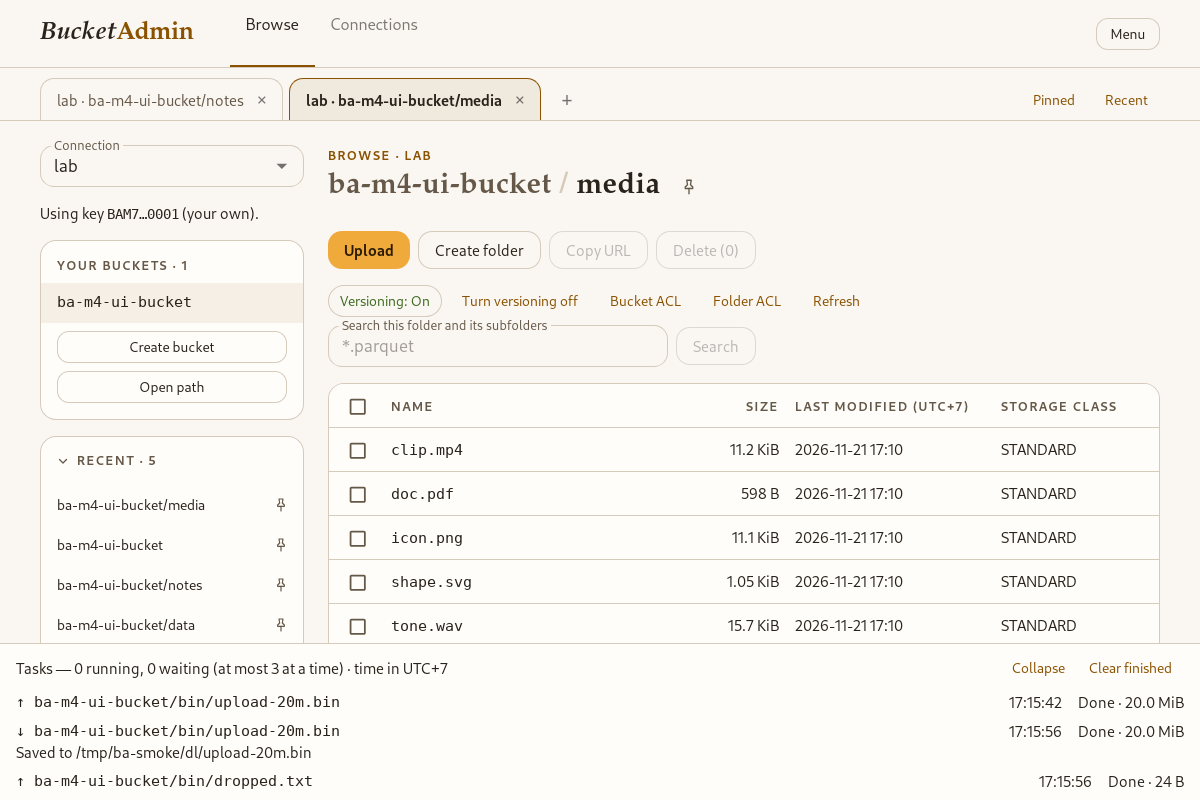 BucketAdmin
Browse
Connections
Menu
lab · ba-m4-ui-bucket/notes ×
lab · ba-m4-ui-bucket/media ×
+
Pinned
Recent
Connection
lab
Using key BAM7…0001 (your own).
YOUR BUCKETS · 1
ba-m4-ui-bucket
Create bucket
Open path
RECENT · 5
ba-m4-ui-bucket/media
ba-m4-ui-bucket
ba-m4-ui-bucket/notes
ba-m4-ui-bucket/data
BROWSE · LAB
ba-m4-ui-bucket / media
Upload
Create folder
Copy URL
Delete (0)
Versioning: On
Turn versioning off
Bucket ACL
Folder ACL
Refresh
Search this folder and its subfolders
*.parquet
Search
NAME SIZE LAST MODIFIED (UTC+7) STORAGE CLASS
clip.mp4 11.2 KiB 2026-11-21 17:10 STANDARD
doc.pdf 598 B 2026-11-21 17:10 STANDARD
icon.png 11.1 KiB 2026-11-21 17:10 STANDARD
shape.svg 1.05 KiB 2026-11-21 17:10 STANDARD
tone.wav 15.7 KiB 2026-11-21 17:10 STANDARD
Tasks — 0 running, 0 waiting (at most 3 at a time) · time in UTC+7
Collapse
Clear finished
↑ ba-m4-ui-bucket/bin/upload-20m.bin 17:15:42 Done · 20.0 MiB
↓ ba-m4-ui-bucket/bin/upload-20m.bin 17:15:56 Done · 20.0 MiB
Saved to /tmp/ba-smoke/dl/upload-20m.bin
↑ ba-m4-ui-bucket/bin/dropped.txt 17:15:56 Done · 24 B